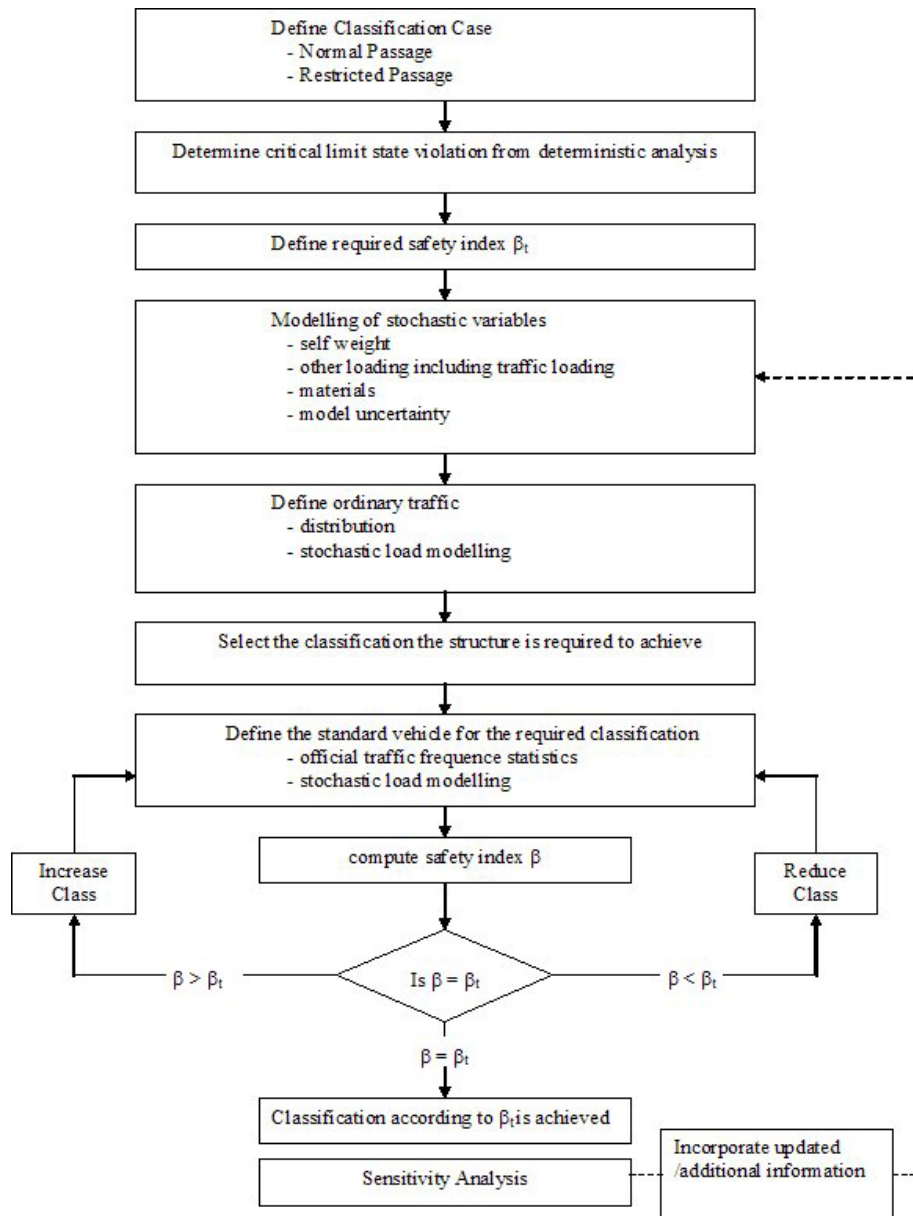 Define Classification Case
- Normal Passage
- Restricted Passage
Determine critical limit state violation from deterministic analysis
Define required safety index βt
Modelling of stochastic variables
- self weight
- other loading including traffic loading
- materials
- model uncertainty
Define ordinary traffic
- distribution
- stochastic load modelling
Select the classification the structure is required to achieve
Define the standard vehicle for the required classification
- official traffic frequence statistics
- stochastic load modelling
compute safety index β
Increase
Class
Reduce
Class
β > βt
Is β = βt
β < βt
β = βt
Classification according to βt is achieved
Sensitivity Analysis
Incorporate updated
/additional information